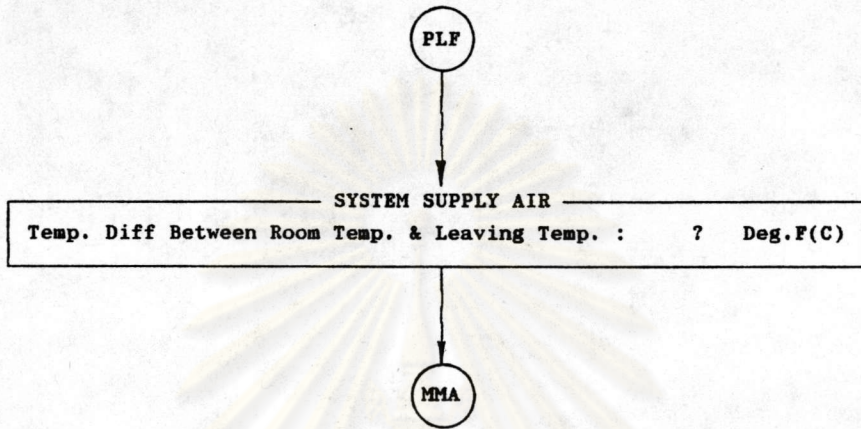 PLF
SYSTEM SUPPLY AIR
Temp. Diff Between Room Temp. & Leaving Temp. : ? Deg.F(C)
MMA